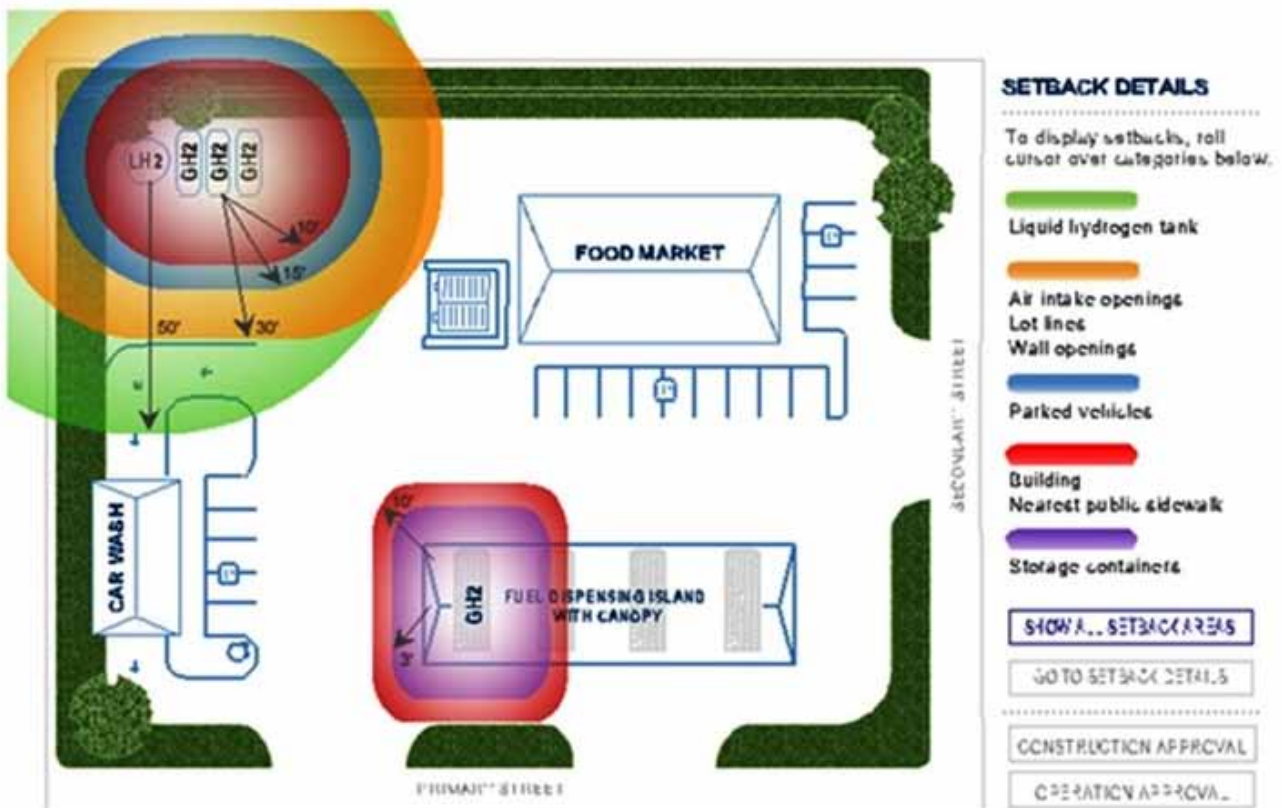 LH2
GH2
GH2
GH2
10'
15'
50'
30'
FOOD MARKET
CAR WASH
10'
GH2
FUEL DISPENSING ISLAND
WITH CANOPY
PRIMARY STREET
SECONDARY STREET
SETBACK DETAILS
To display setbacks, roll
cursor over categories below.
Liquid hydrogen tank
Air intake openings
Lot lines
Wall openings
Parked vehicles
Building
Nearest public sidewalk
Storage containers
SHOW ALL SETBACK AREAS
GO TO SETBACK DETAILS
CONSTRUCTION APPROVAL
OPERATION APPROVAL